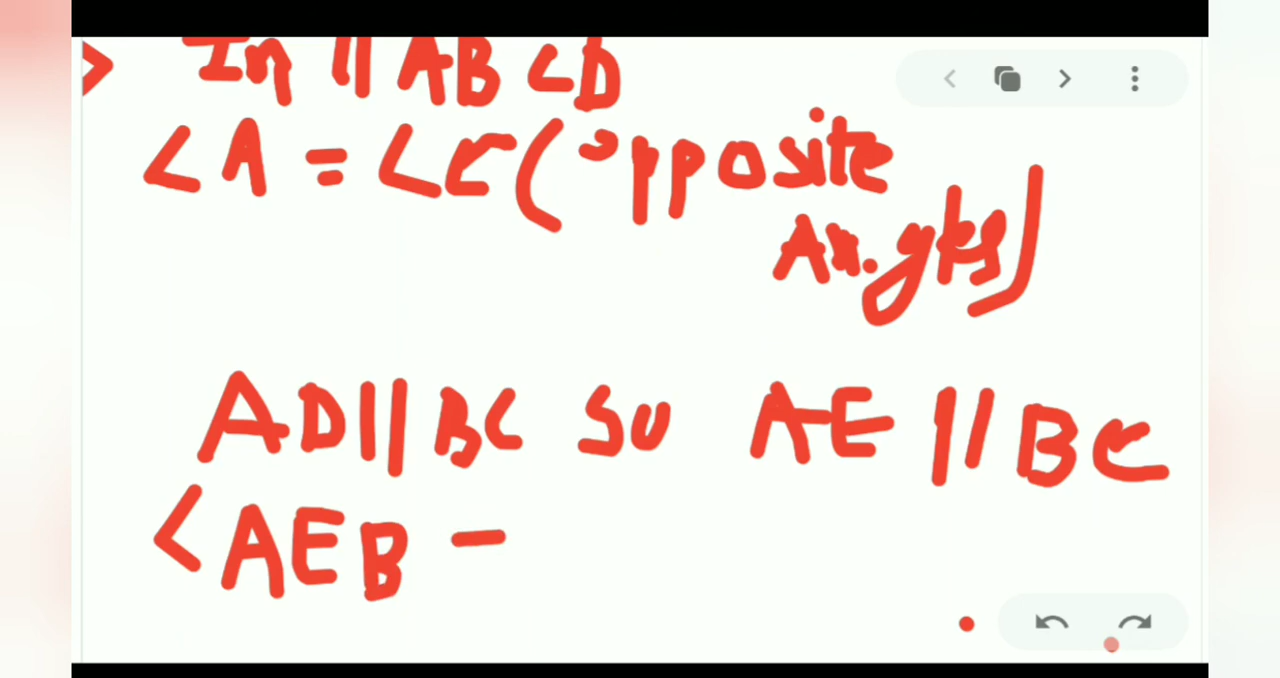 > In || ABCD
<A = <C (opposite
Angles)
AD || BC so AE || BC
<AEB -